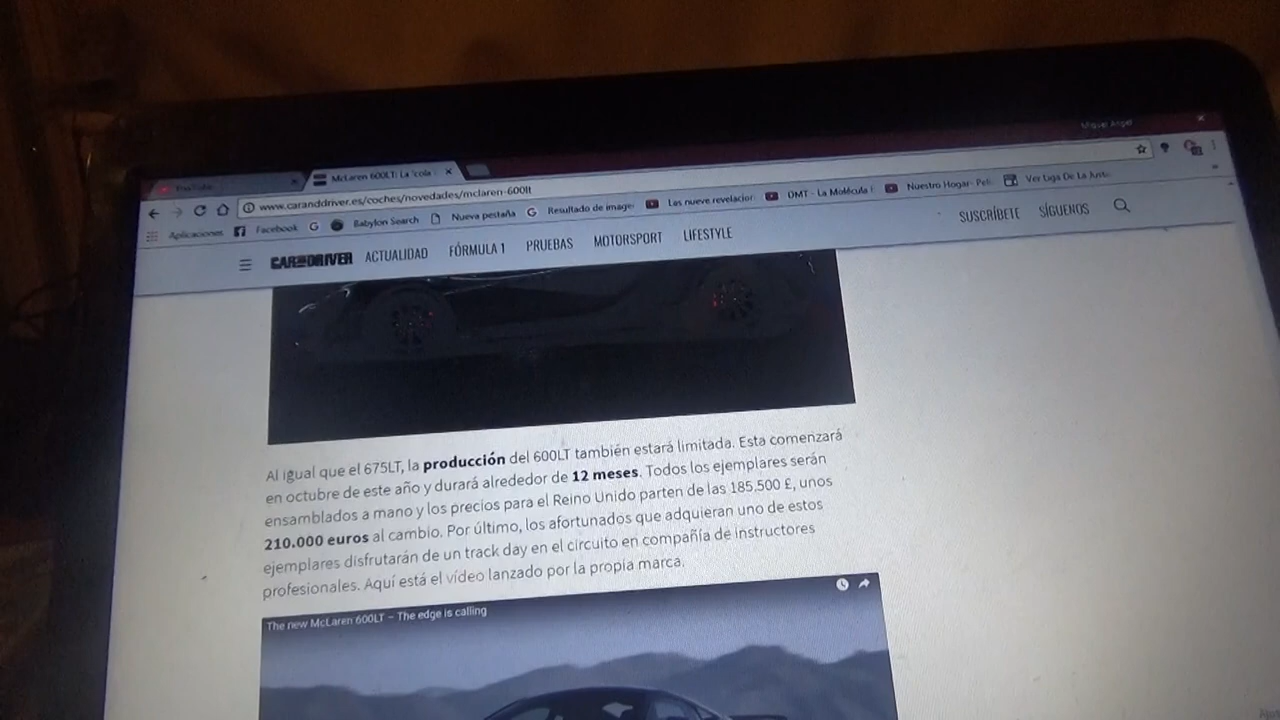 Miguel Angel
YouTube
McLaren 600LT: La 'cola
www.caranddriver.es/coches/novedades/mclaren-600lt
Aplicaciones Facebook Babylon Search Nueva pestaña Resultado de image Las nueve revelacion OMT - La Molécula Nuestro Hogar- Pel Ver Liga De La Justi
CAR AND DRIVER ACTUALIDAD FÓRMULA 1 PRUEBAS MOTORSPORT LIFESTYLE SUSCRÍBETE SÍGUENOS
Al igual que el 675LT, la producción del 600LT también estará limitada. Esta comenzará
en octubre de este año y durará alrededor de 12 meses. Todos los ejemplares serán
ensamblados a mano y los precios para el Reino Unido parten de las 185.500 £, unos
210.000 euros al cambio. Por último, los afortunados que adquieran uno de estos
ejemplares disfrutarán de un track day en el circuito en compañía de instructores
profesionales. Aquí está el vídeo lanzado por la propia marca.
The new McLaren 600LT – The edge is calling